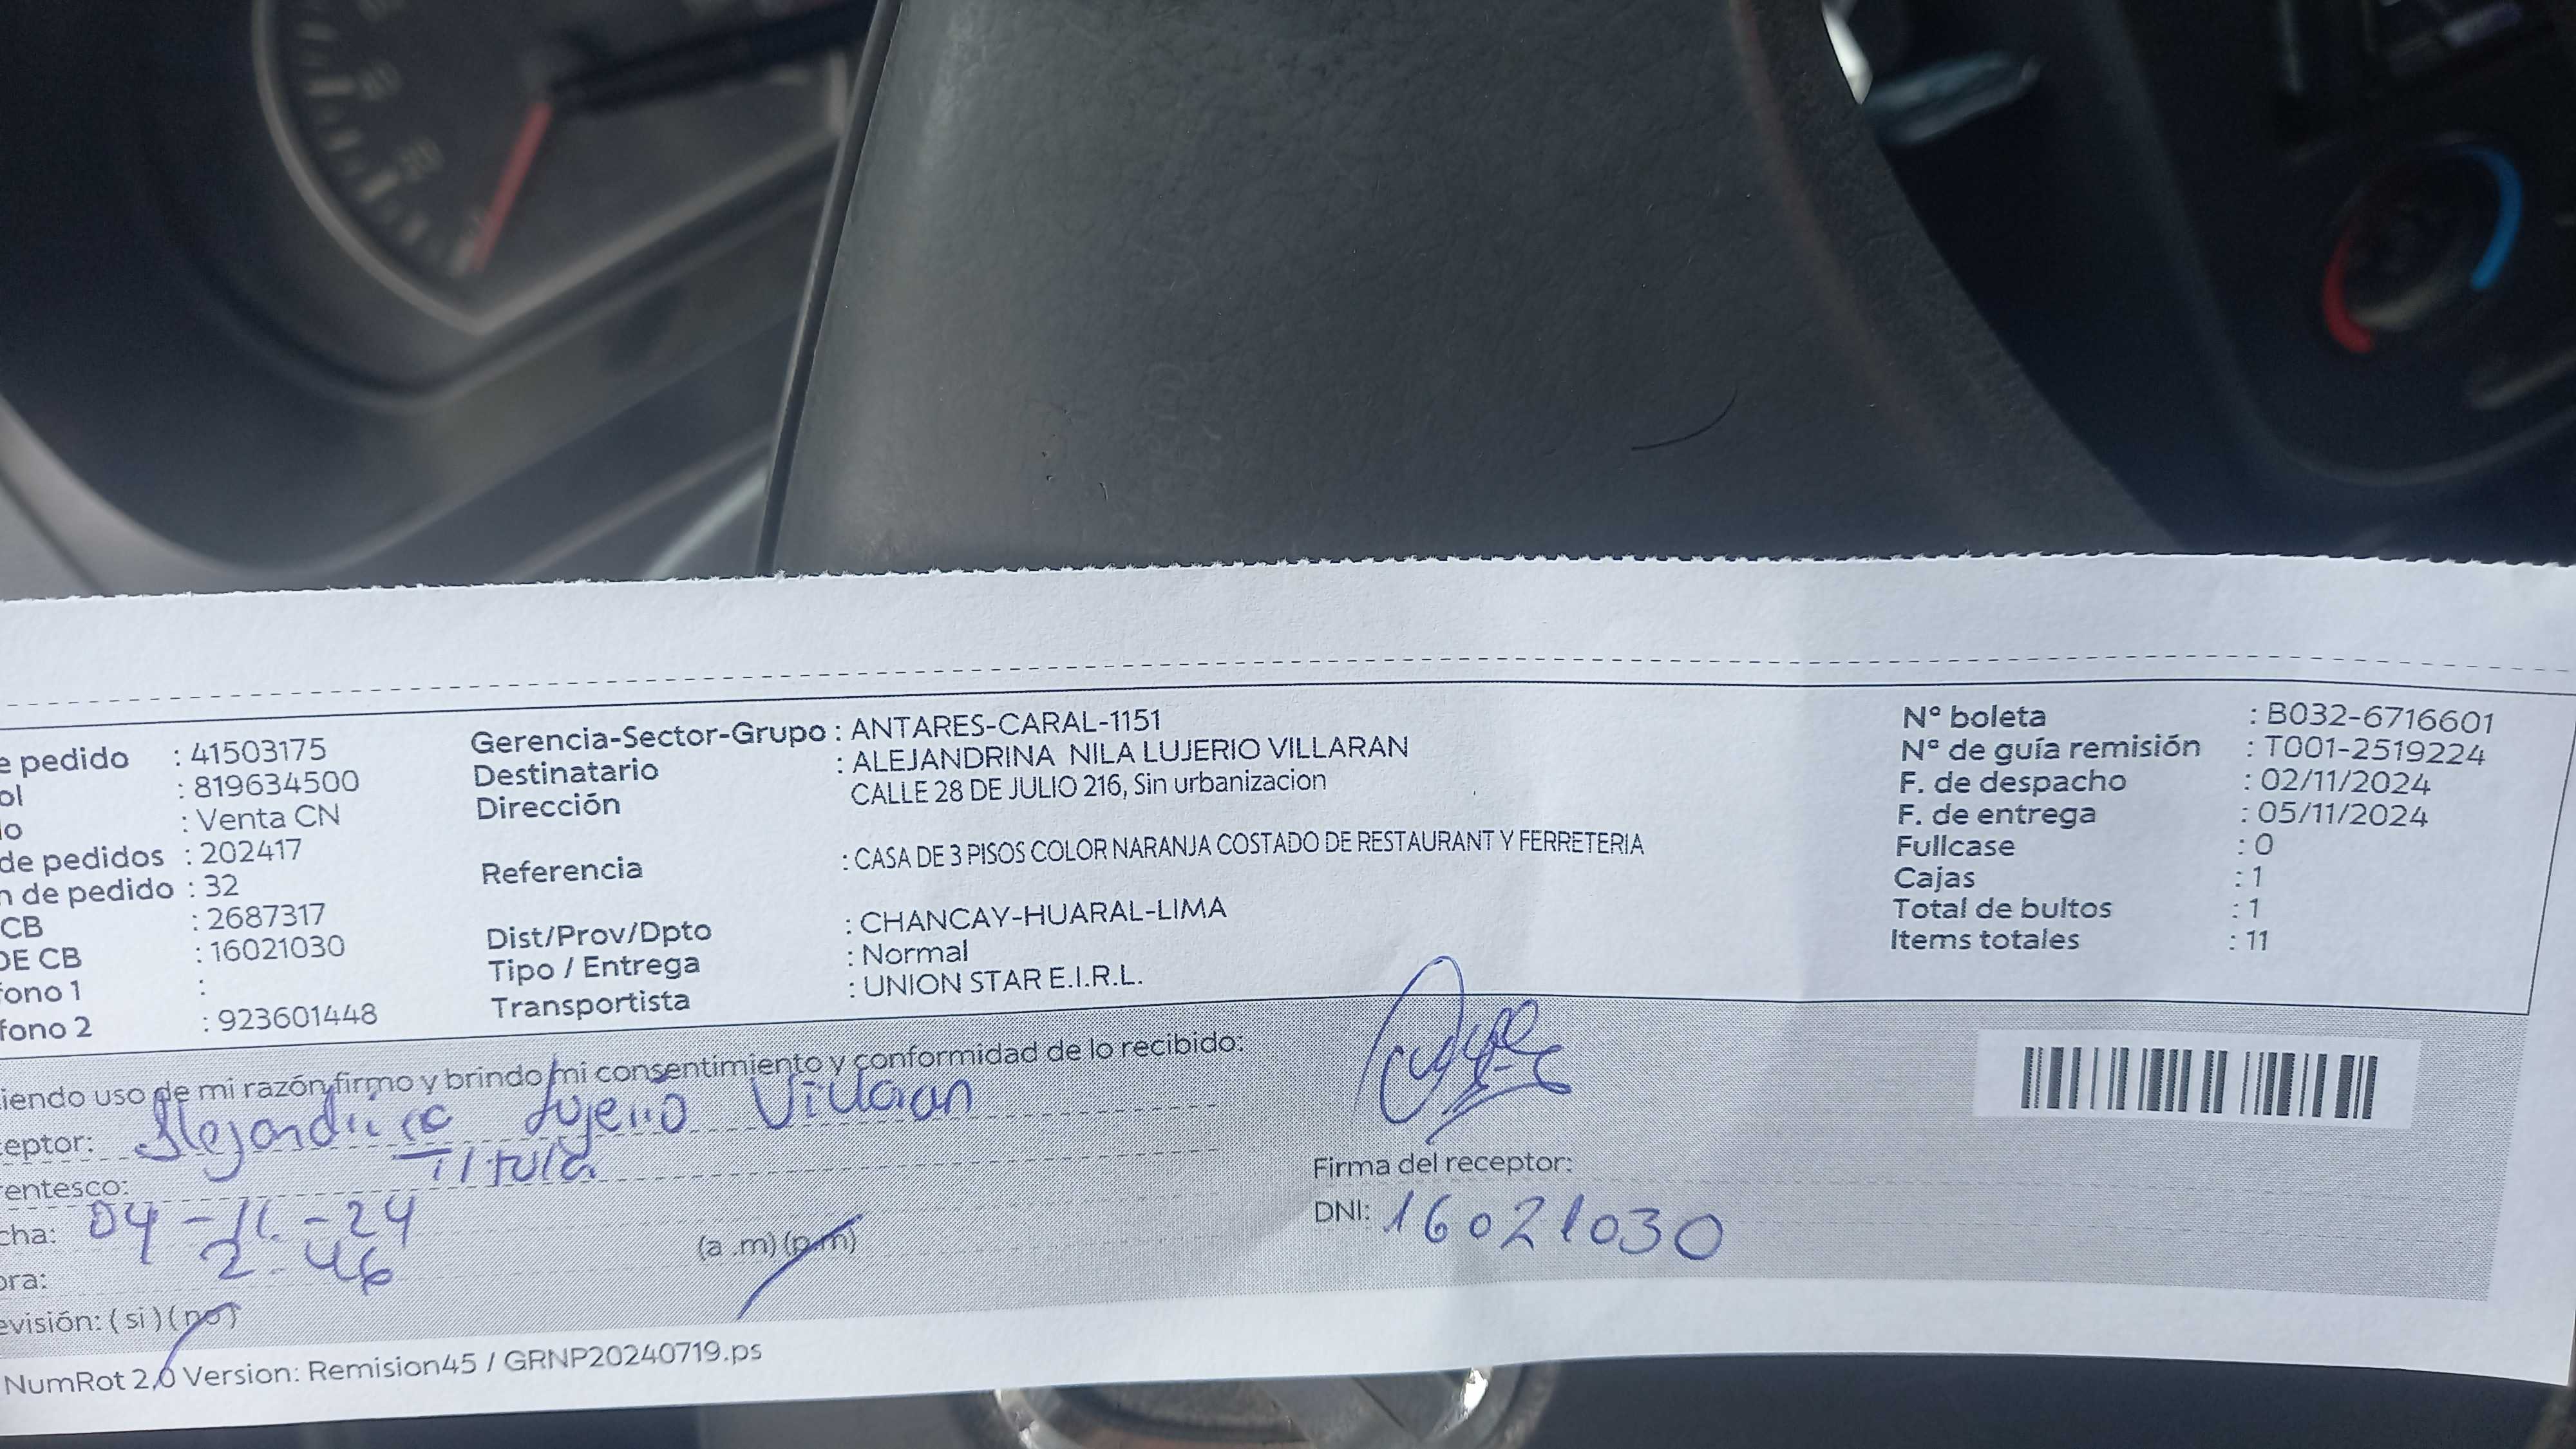 e pedido : 41503175
ol : 819634500
lo : Venta CN
de pedidos : 202417
n de pedido : 32
CB : 2687317
DE CB : 16021030
fono 1 :
fono 2 : 923601448
Gerencia-Sector-Grupo : ANTARES-CARAL-1151
Destinatario : ALEJANDRINA NILA LUJERIO VILLARAN
Dirección CALLE 28 DE JULIO 216, Sin urbanizacion
Referencia : CASA DE 3 PISOS COLOR NARANJA COSTADO DE RESTAURANT Y FERRETERIA
Dist/Prov/Dpto : CHANCAY-HUARAL-LIMA
Tipo / Entrega : Normal
Transportista : UNION STAR E.I.R.L.
N° boleta : B032-6716601
N° de guía remisión : T001-2519224
F. de despacho : 02/11/2024
F. de entrega : 05/11/2024
Fullcase : 0
Cajas : 1
Total de bultos : 1
Items totales : 11
iendo uso de mi razón, firmo y brindo mi consentimiento y conformidad de lo recibido:
eptor: Alejandrina Lujerio Villaran
entesco: Titular
cha: 04-11-24
ora: 2.46 (a .m) (p.m)
evisión: ( si ) ( no )
Firma del receptor:
DNI: 16021030
NumRot 2,0 Version: Remision45 / GRNP20240719.ps